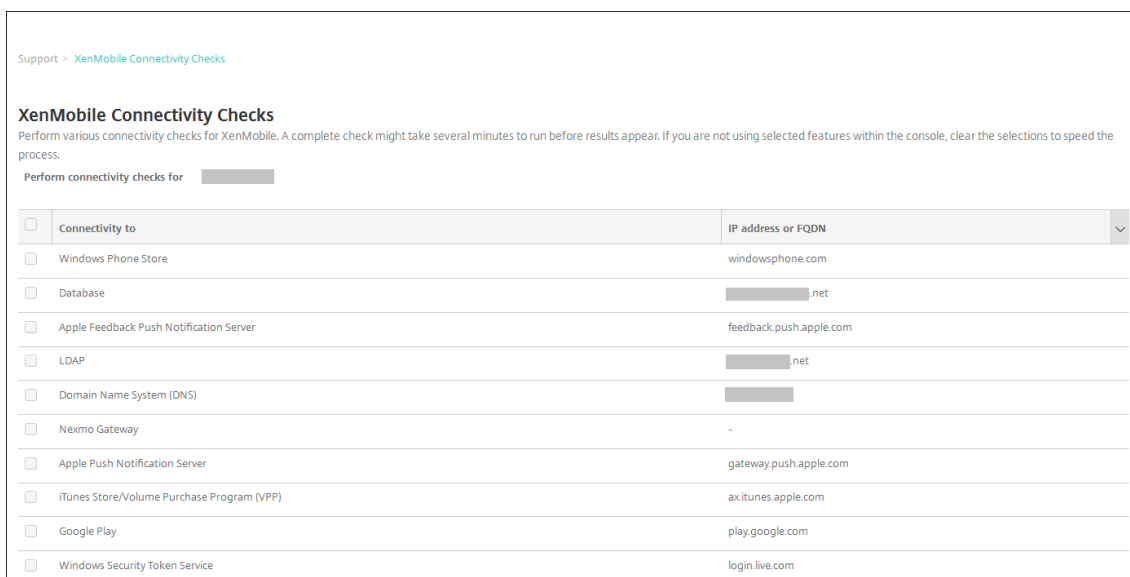 Support > XenMobile Connectivity Checks
XenMobile Connectivity Checks
Perform various connectivity checks for XenMobile. A complete check might take several minutes to run before results appear. If you are not using selected features within the console, clear the selections to speed the
process.
Perform connectivity checks for
Connectivity to IP address or FQDN
Windows Phone Store windowsphone.com
Database .net
Apple Feedback Push Notification Server feedback.push.apple.com
LDAP .net
Domain Name System (DNS)
Nexmo Gateway -
Apple Push Notification Server gateway.push.apple.com
iTunes Store/Volume Purchase Program (VPP) ax.itunes.apple.com
Google Play play.google.com
Windows Security Token Service login.live.com